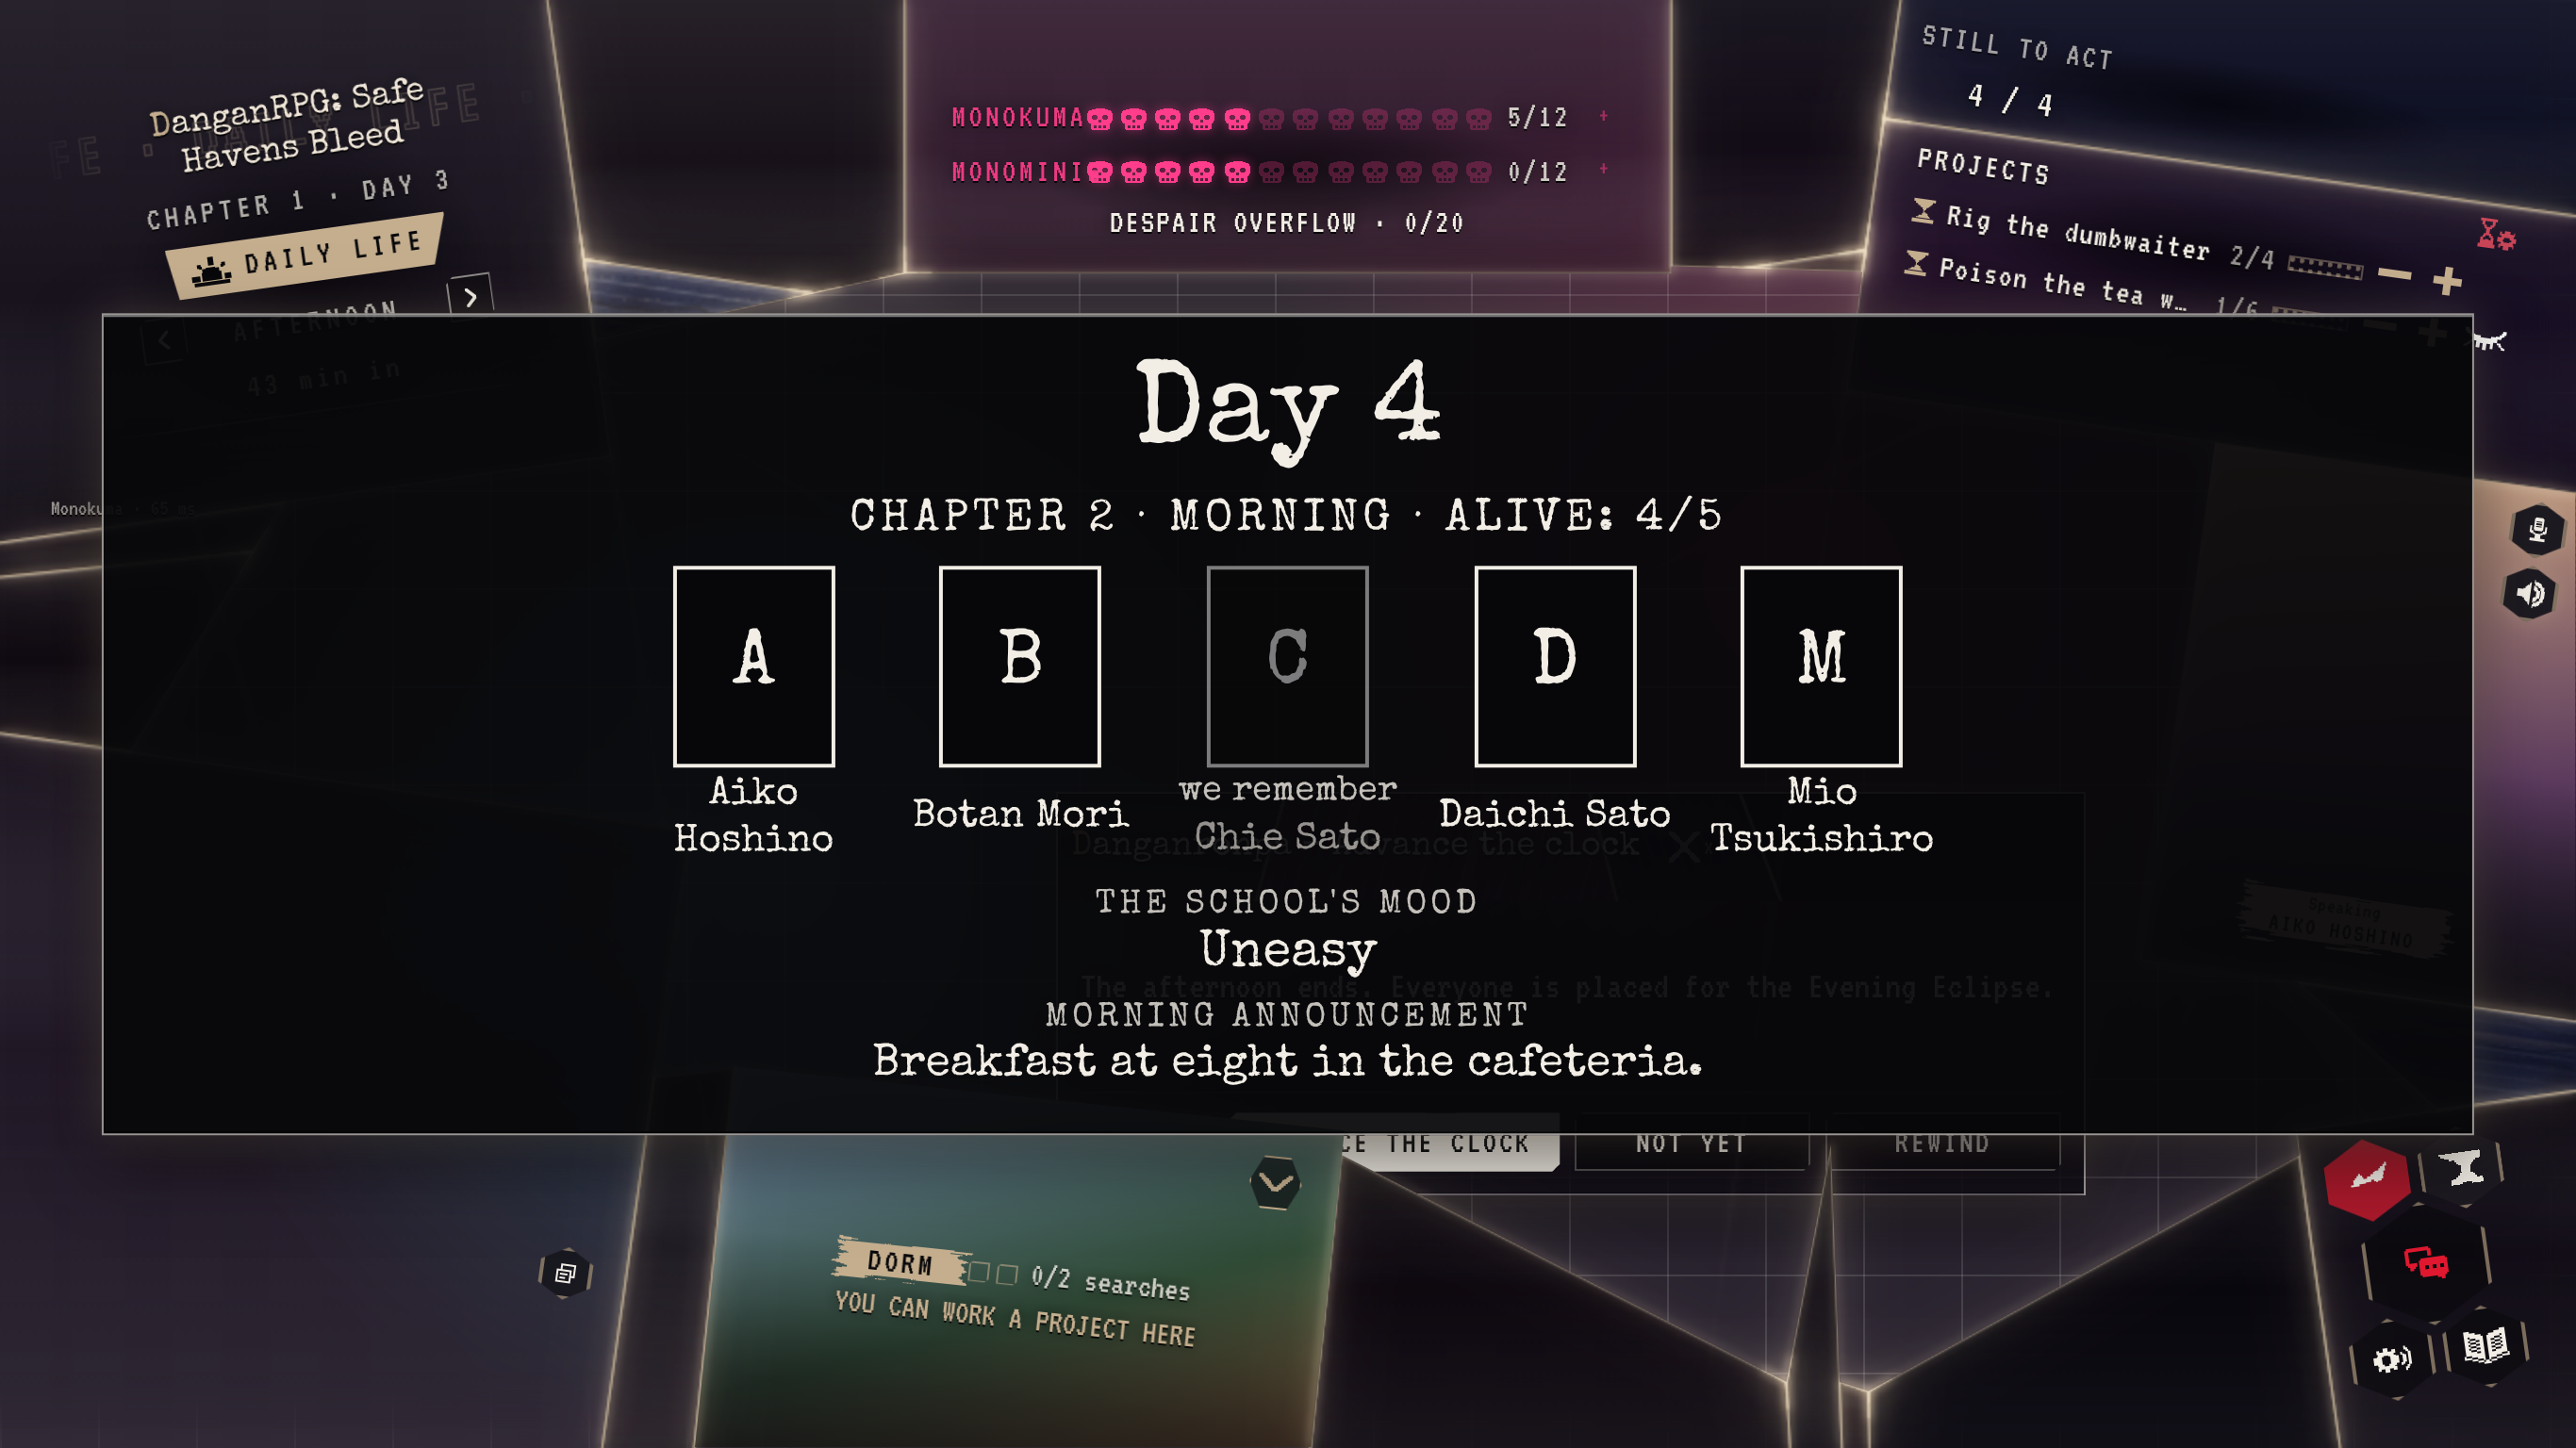 DanganRPG: Safe
Havens Bleed
CHAPTER 1 · DAY 3
DAILY LIFE
AFTERNOON
43 min in
MONOKUMA 5/12 +
MONOMINI 0/12 +
DESPAIR OVERFLOW · 0/20
STILL TO ACT
4 / 4
PROJECTS
Rig the dumbwaiter 2/4
Poison the tea w… 1/6
Day 4
CHAPTER 2 · MORNING · ALIVE: 4/5
A
B
C
D
M
Aiko
Hoshino
Botan Mori
we remember
Chie Sato
Daichi Sato
Mio
Tsukishiro
THE SCHOOL'S MOOD
Uneasy
The afternoon ends. Everyone is placed for the Evening Eclipse.
MORNING ANNOUNCEMENT
Breakfast at eight in the cafeteria.
Speaking
AIKO HOSHINO
THE CLOCK
NOT YET
REWIND
DORM 0/2 searches
YOU CAN WORK A PROJECT HERE